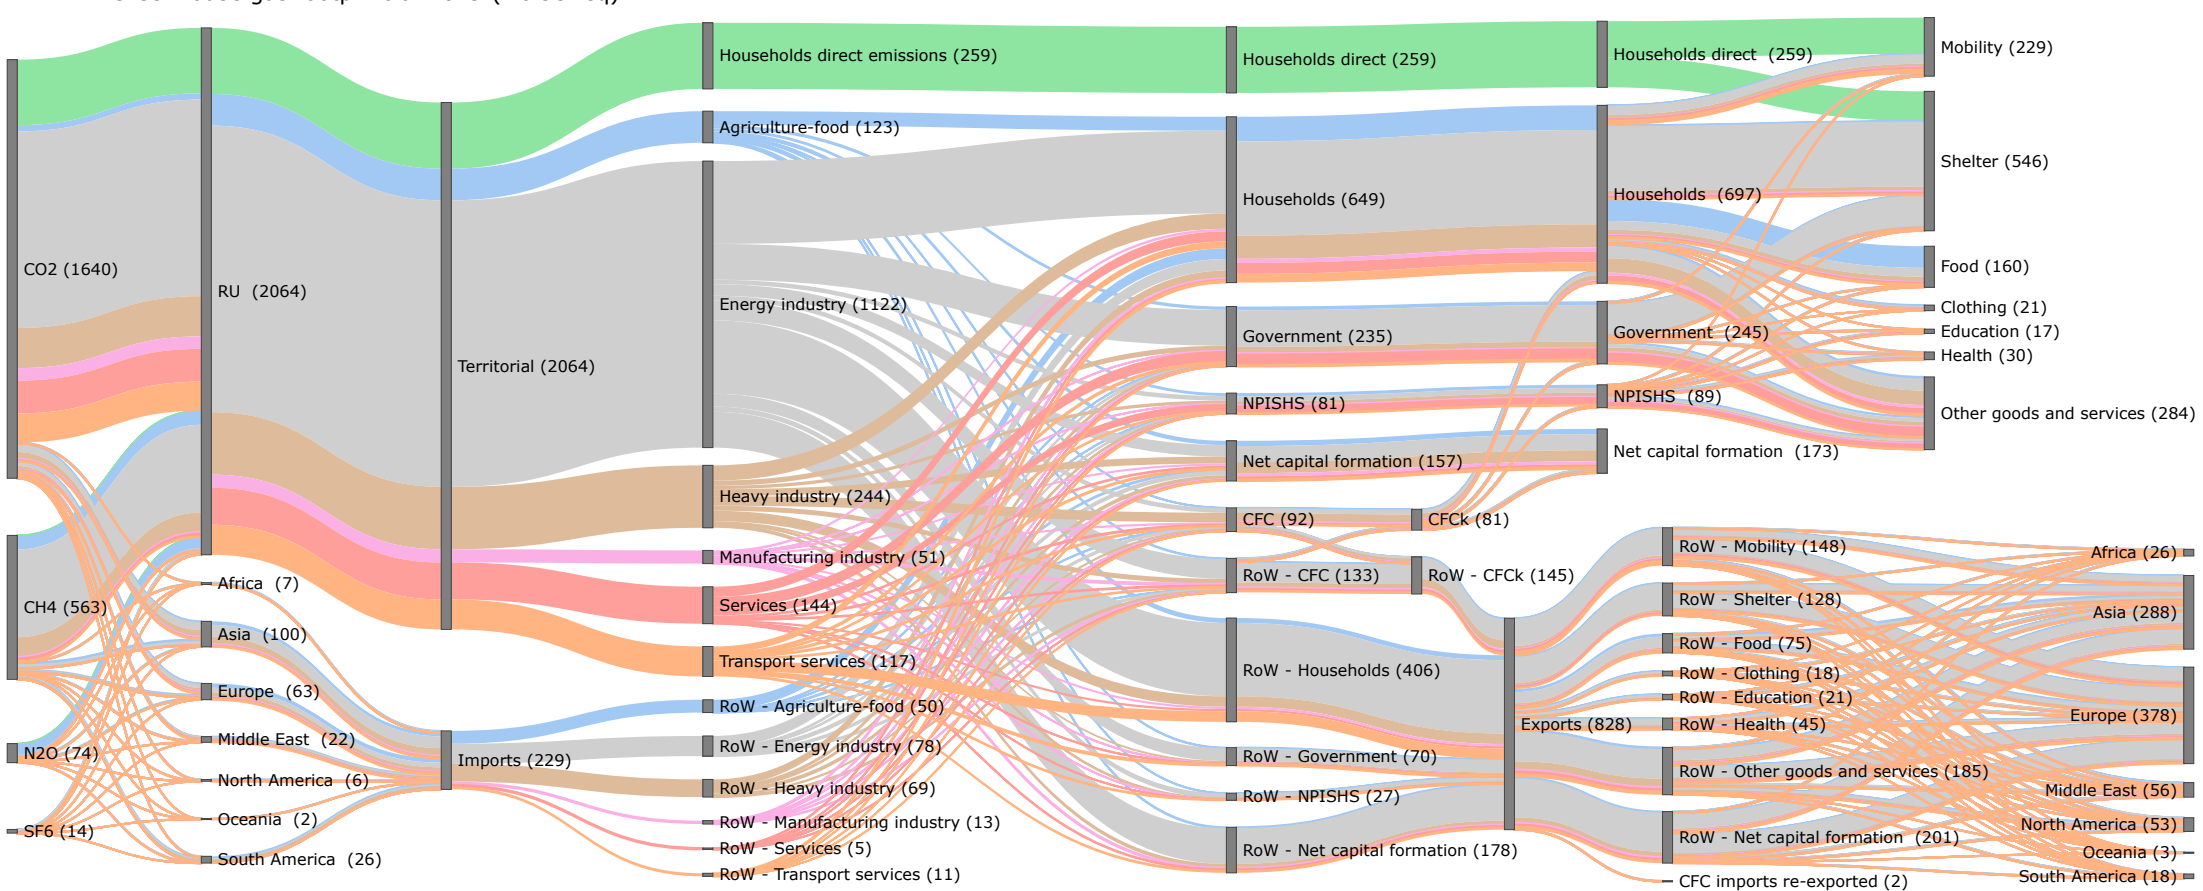 Households direct emissions (259)
Households direct (259)
Households direct  (259)
Mobility (229)
Agriculture-food (123)
Shelter (546)
Households (649)
Households  (697)
CO2 (1640)
RU  (2064)
Food (160)
Energy industry (1122)
Clothing (21)
Government (235)
Government  (245)
Education (17)
Health (30)
Territorial (2064)
NPISHS (81)
NPISHS  (89)
Other goods and services (284)
Net capital formation (157)
Net capital formation  (173)
Heavy industry (244)
CFC (92)
CFCk (81)
RoW - Mobility (148)
Africa (26)
Manufacturing industry (51)
RoW - CFC (133)
RoW - CFCk (145)
Africa  (7)
CH4 (563)
Services (144)
RoW - Shelter (128)
Asia (288)
Asia  (100)
RoW - Food (75)
Transport services (117)
RoW - Households (406)
RoW - Clothing (18)
Europe  (63)
RoW - Education (21)
RoW - Agriculture-food (50)
Exports (828)
RoW - Health (45)
Europe (378)
Middle East  (22)
N2O (74)
RoW - Energy industry (78)
RoW - Government (70)
Imports (229)
RoW - Other goods and services (185)
North America  (6)
RoW - Heavy industry (69)
RoW - NPISHS (27)
Middle East (56)
Oceania  (2)
RoW - Manufacturing industry (13)
North America (53)
SF6 (14)
RoW - Services (5)
RoW - Net capital formation (178)
RoW - Net capital formation  (201)
Oceania (3)
South America  (26)
RoW - Transport services (11)
CFC imports re-exported (2)
South America (18)